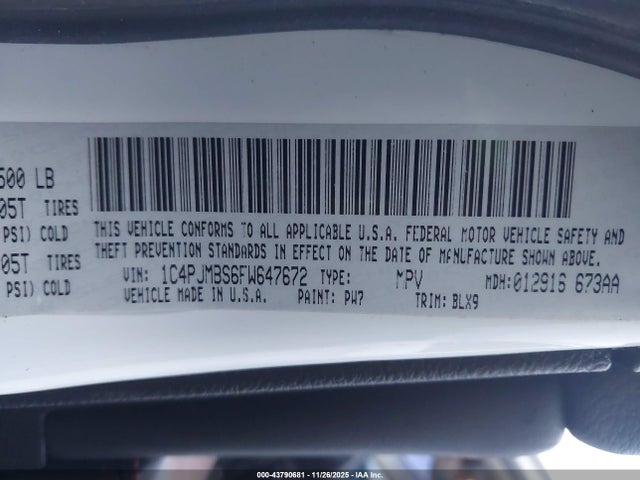 500 LB
05T TIRES
PSI) COLD
05T TIRES
PSI) COLD
THIS VEHICLE CONFORMS TO ALL APPLICABLE U.S.A. FEDERAL MOTOR VEHICLE SAFETY AND
THEFT PREVENTION STANDARDS IN EFFECT ON THE DATE OF MANUFACTURE SHOWN ABOVE.
VIN: 1C4PJMBS6FW647672 TYPE: MPV MDH:012916 673AA
VEHICLE MADE IN U.S.A. PAINT: PW7 TRIM: BLX9
000-43790681 - 11/26/2025 - IAAI.COM